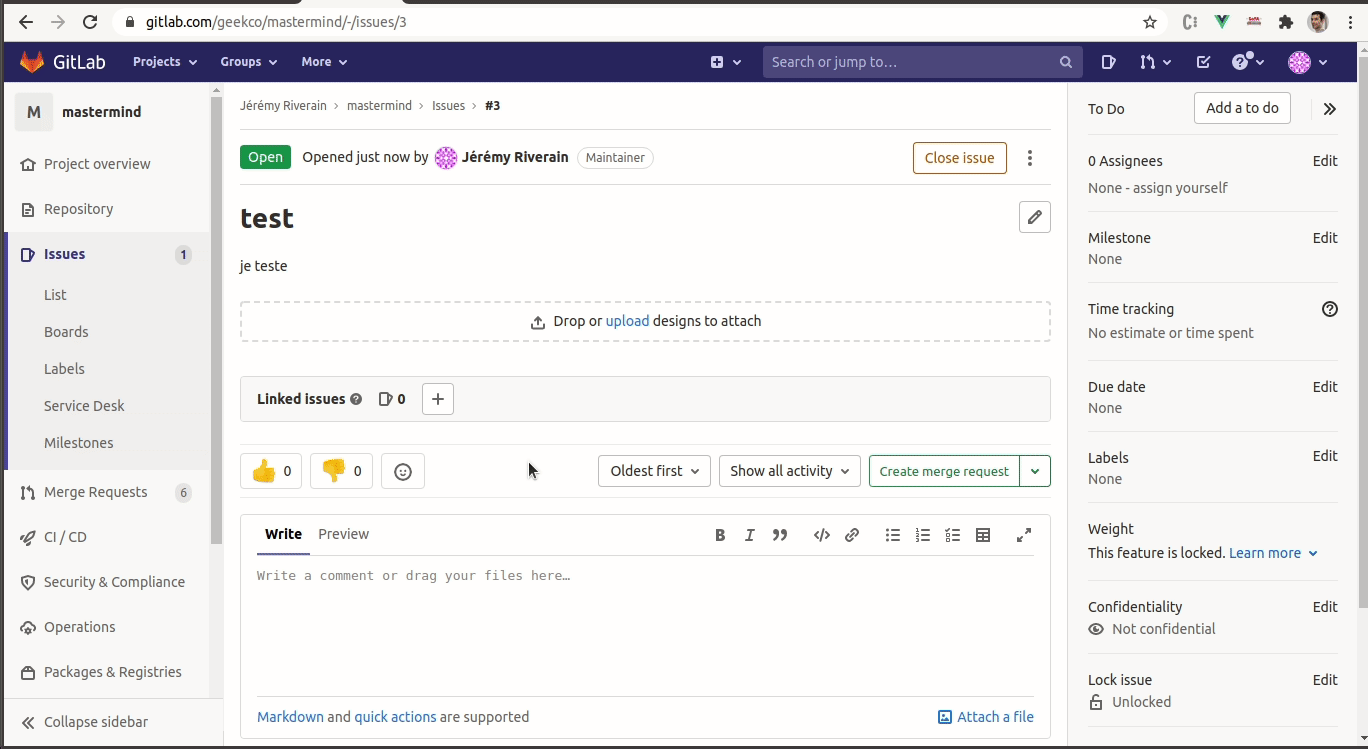 gitlab.com/geekco/mastermind/-/issues/3
GitLab Projects Groups More Search or jump to…
M mastermind
Project overview
Repository
Issues 1
List
Boards
Labels
Service Desk
Milestones
Merge Requests 6
CI / CD
Security & Compliance
Operations
Packages & Registries
Collapse sidebar
Jérémy Riverain › mastermind › Issues › #3
Open Opened just now by Jérémy Riverain Maintainer Close issue
test
je teste
Drop or upload designs to attach
Linked issues 0
0 0 Oldest first Show all activity Create merge request
Write Preview
Write a comment or drag your files here…
Markdown and quick actions are supported Attach a file
To Do Add a to do
0 Assignees Edit
None - assign yourself
Milestone Edit
None
Time tracking
No estimate or time spent
Due date Edit
None
Labels Edit
None
Weight
This feature is locked. Learn more
Confidentiality Edit
Not confidential
Lock issue Edit
Unlocked